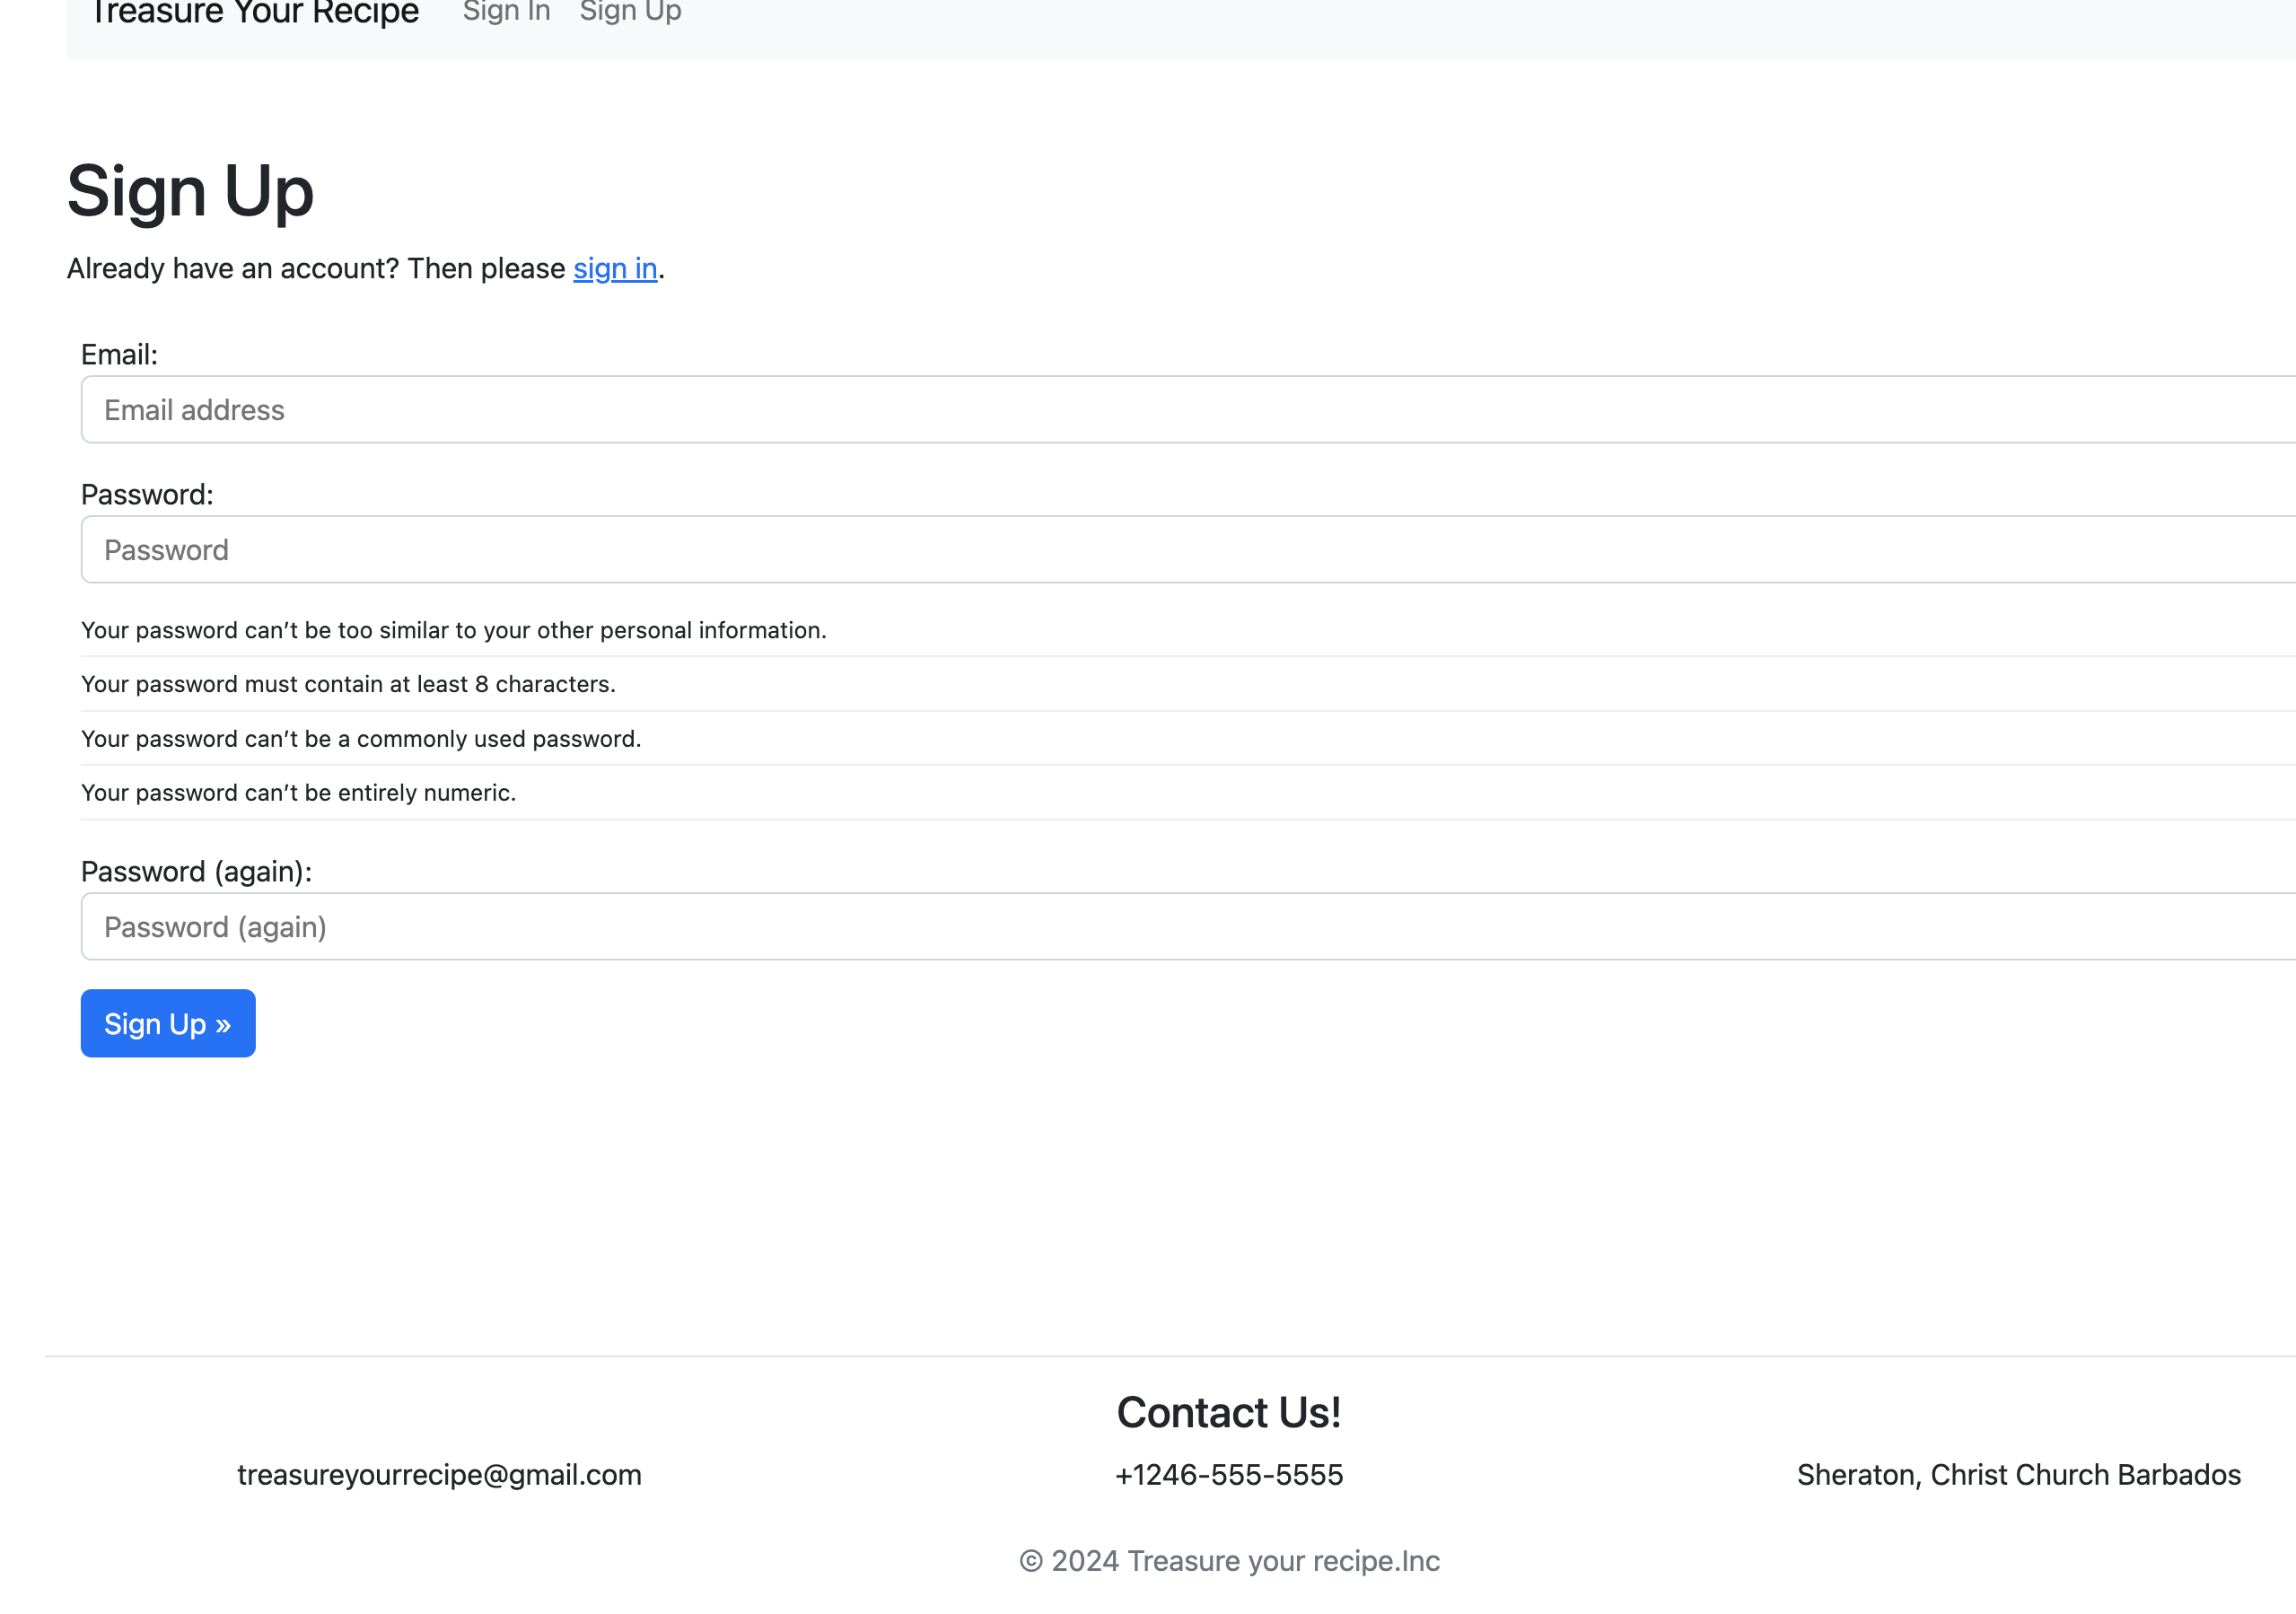 Treasure Your Recipe Sign In Sign Up
Sign Up
Already have an account? Then please sign in.
Email:
Email address
Password:
Password
Your password can’t be too similar to your other personal information.
Your password must contain at least 8 characters.
Your password can’t be a commonly used password.
Your password can’t be entirely numeric.
Password (again):
Password (again)
Sign Up »
Contact Us!
treasureyourrecipe@gmail.com +1246-555-5555 Sheraton, Christ Church Barbados
© 2024 Treasure your recipe.Inc